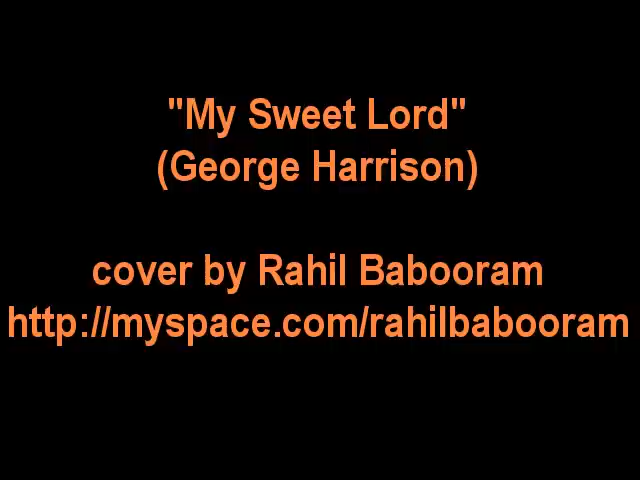 "My Sweet Lord"
(George Harrison)
cover by Rahil Babooram
http://myspace.com/rahilbabooram